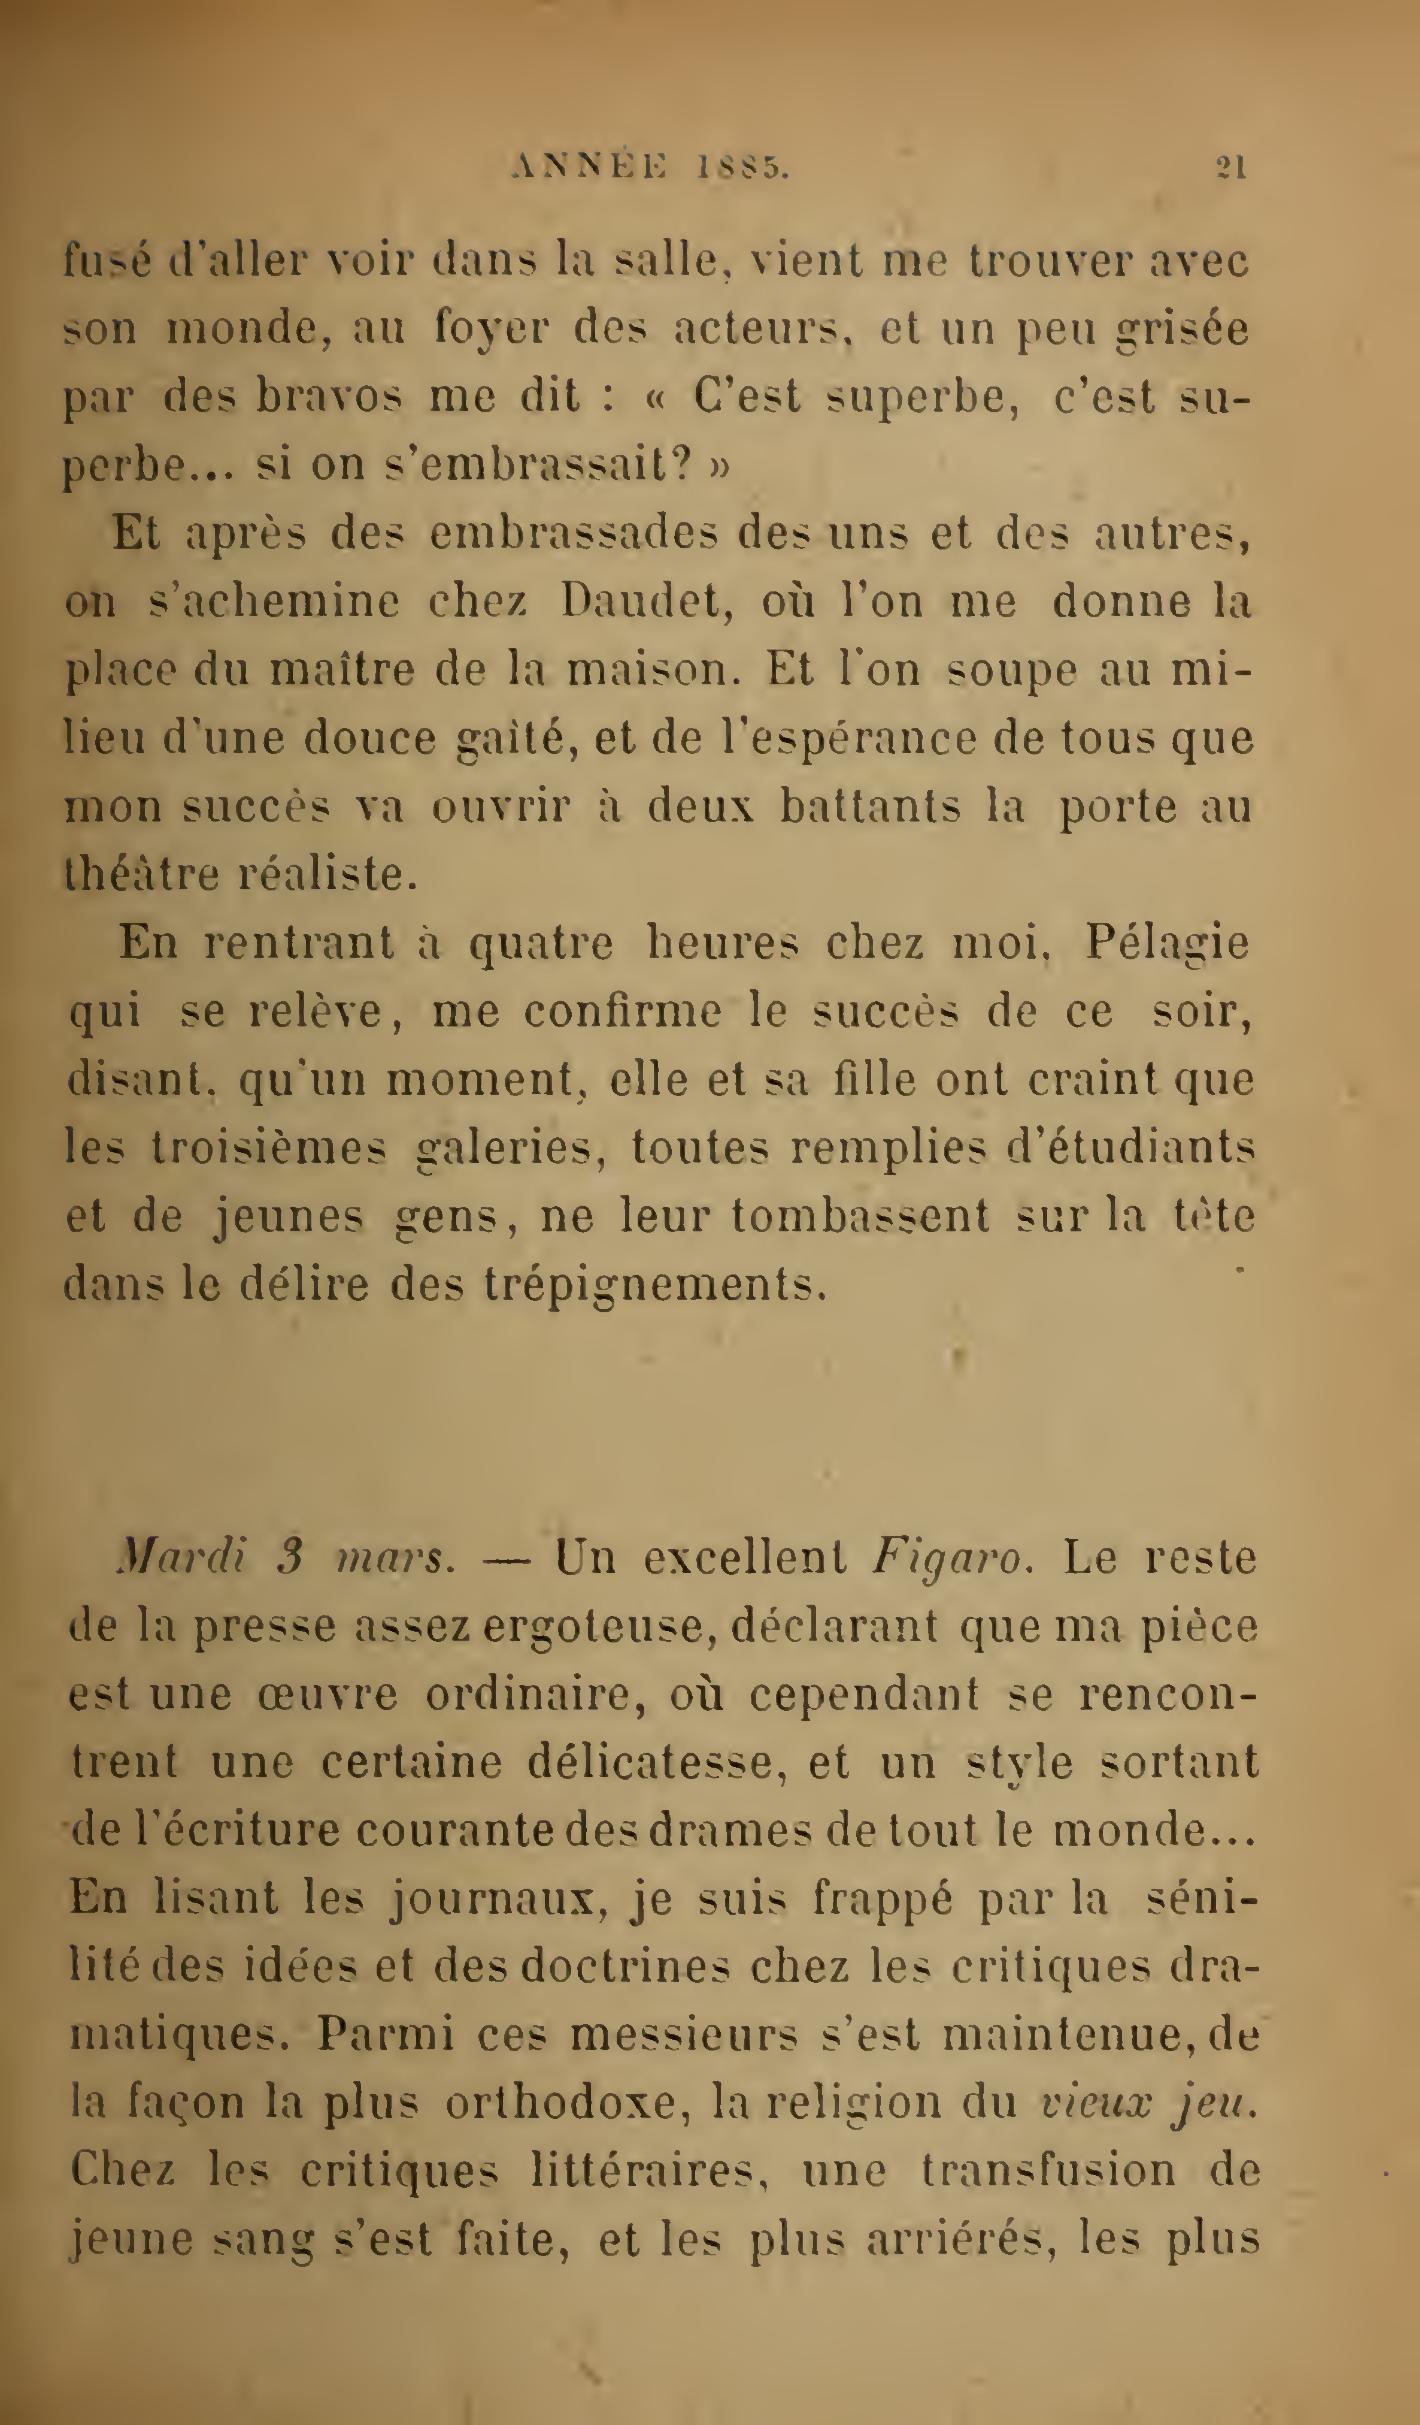 ANNÉE 1885. 21
fusé d'aller voir dans la salle, vient me trouver avec
son monde, au foyer des acteurs, et un peu grisée
par des bravos me dit : « C'est superbe, c'est su-
perbe... si on s'embrassait? »
Et après des embrassades des uns et des autres,
on s'achemine chez Daudet, où l'on me donne la
place du maître de la maison. Et l'on soupe au mi-
lieu d'une douce gaîté, et de l'espérance de tous que
mon succès va ouvrir à deux battants la porte au
théâtre réaliste.
En rentrant à quatre heures chez moi, Pélagie
qui se relève, me confirme le succès de ce soir,
disant, qu'un moment, elle et sa fille ont craint que
les troisièmes galeries, toutes remplies d'étudiants
et de jeunes gens, ne leur tombassent sur la tête
dans le délire des trépignements.
Mardi 3 mars. — Un excellent Figaro. Le reste
de la presse assez ergoteuse, déclarant que ma pièce
est une œuvre ordinaire, où cependant se rencon-
trent une certaine délicatesse, et un style sortant
de l'écriture courante des drames de tout le monde...
En lisant les journaux, je suis frappé par la séni-
lité des idées et des doctrines chez les critiques dra-
matiques. Parmi ces messieurs s'est maintenue, de
la façon la plus orthodoxe, la religion du vieux jeu.
Chez les critiques littéraires, une transfusion de
jeune sang s'est faite, et les plus arriérés, les plus